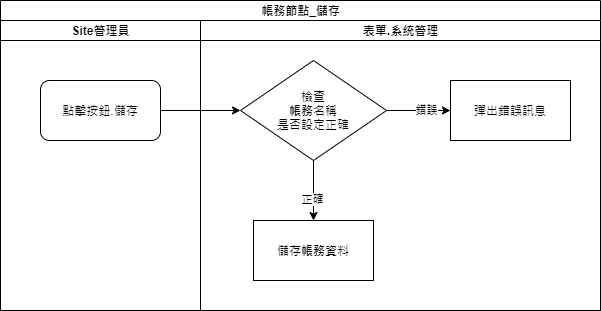 帳務節點_儲存
Site管理員
表單.系統管理
點擊按鈕.儲存
檢查
帳務名稱
是否設定正確
錯誤
彈出錯誤訊息
正確
儲存帳務資料